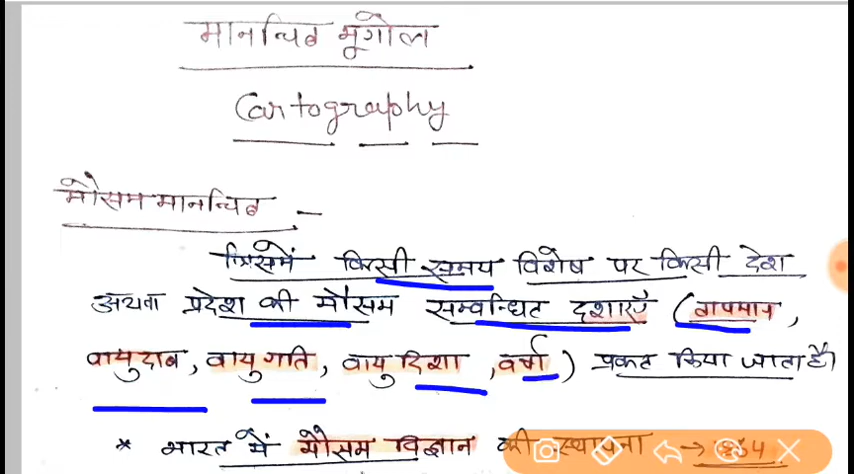 मानचित्र भूगोल
Cartography
मौसम मानचित्र -
जिसमें किसी समय विशेष पर किसी देश
अथवा प्रदेश की मौसम सम्बन्धित दशाएँ (तापमान,
वायुदाब, वायु गति, वायु दिशा, वर्षा) प्रकट किया जाता है।
* भारत में मौसम विज्ञान की स्थापना →